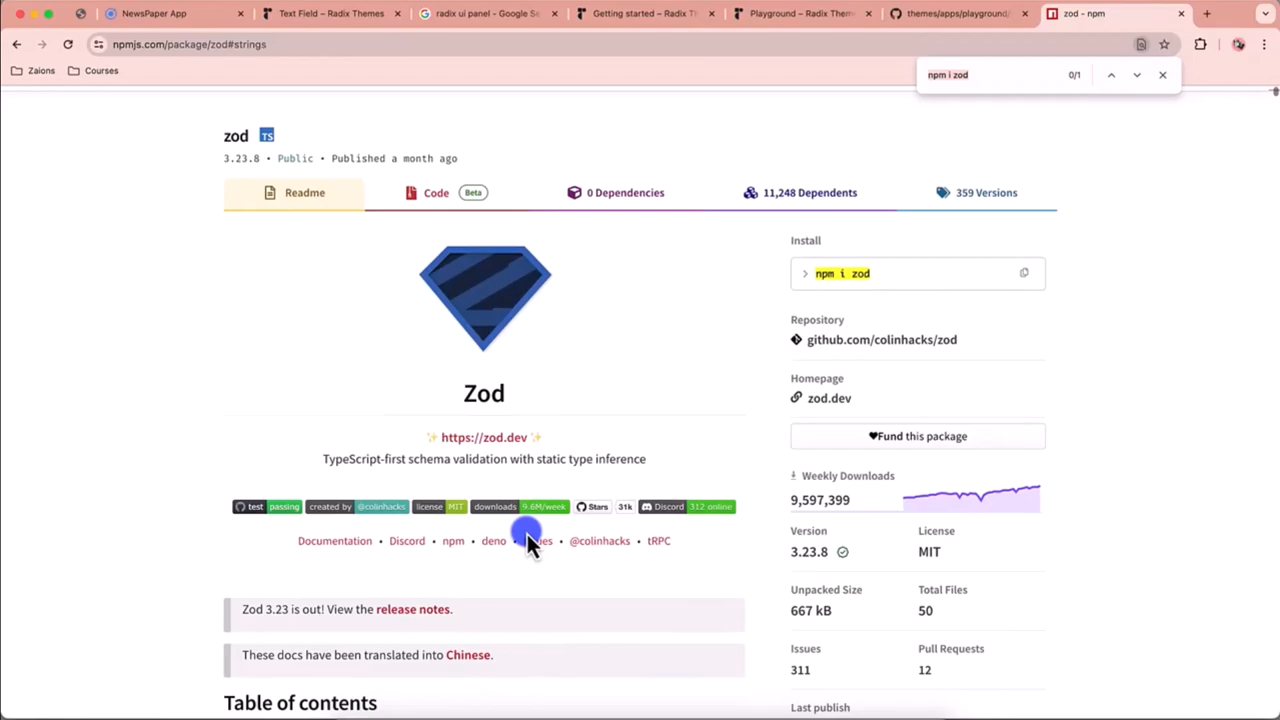 NewsPaper App
Text Field – Radix Themes
radix ui panel - Google Se
Getting started – Radix Th
Playground – Radix Theme
themes/apps/playground/
zod - npm
npmjs.com/package/zod#strings
Zaions
Courses
npm i zod
0/1
zod TS
3.23.8 • Public • Published a month ago
Readme
Code Beta
0 Dependencies
11,248 Dependents
359 Versions
Install
npm i zod
Repository
github.com/colinhacks/zod
Homepage
zod.dev
Fund this package
Weekly Downloads
9,597,399
Version
License
3.23.8
MIT
Unpacked Size
Total Files
667 kB
50
Issues
Pull Requests
311
12
Last publish
Zod
✨ https://zod.dev ✨
TypeScript-first schema validation with static type inference
test passing created by @colinhacks license MIT downloads 9.6M/week Stars 31k Discord 312 online
Documentation • Discord • npm • deno • • @colinhacks • tRPC
Zod 3.23 is out! View the release notes.
These docs have been translated into Chinese.
Table of contents